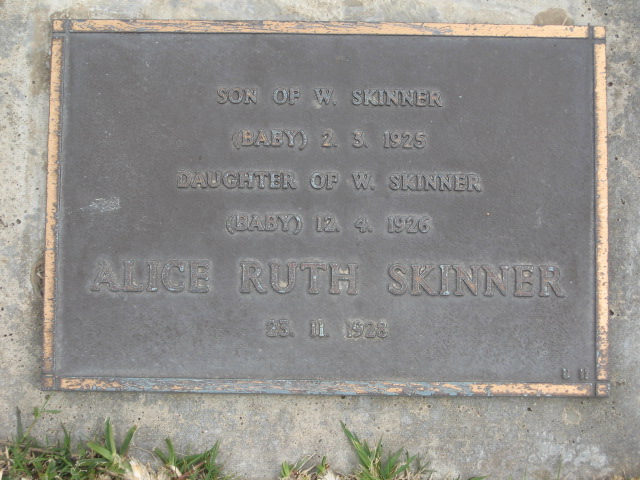 SON OF W. SKINNER
(BABY) 2. 3. 1925
DAUGHTER OF W. SKINNER
(BABY) 12. 4. 1926
ALICE RUTH SKINNER
11. 1928